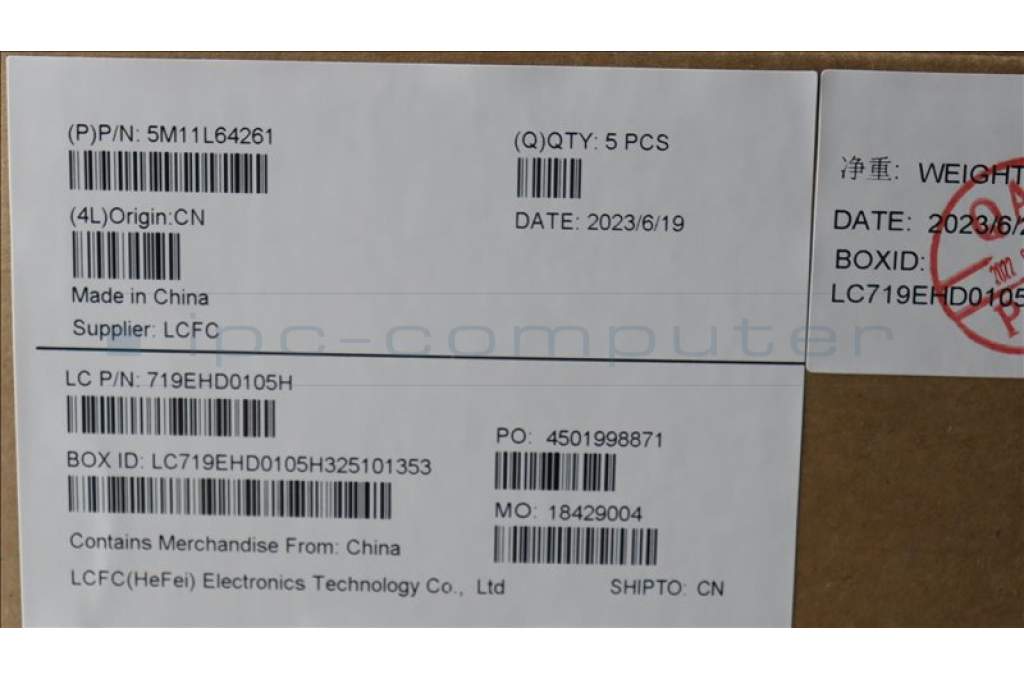 (P)P/N: 5M11L64261
(Q)QTY: 5 PCS
(4L)Origin:CN
DATE: 2023/6/19
Made in China
Supplier: LCFC
ipc-computer
LC P/N: 719EHD0105H
PO: 4501998871
BOX ID: LC719EHD0105H325101353
MO: 18429004
Contains Merchandise From: China
LCFC(HeFei) Electronics Technology Co., Ltd
SHIPTO: CN
净重: WEIGHT
DATE: 2023/6/
BOXID:
LC719EHD0105
QA
2022
P